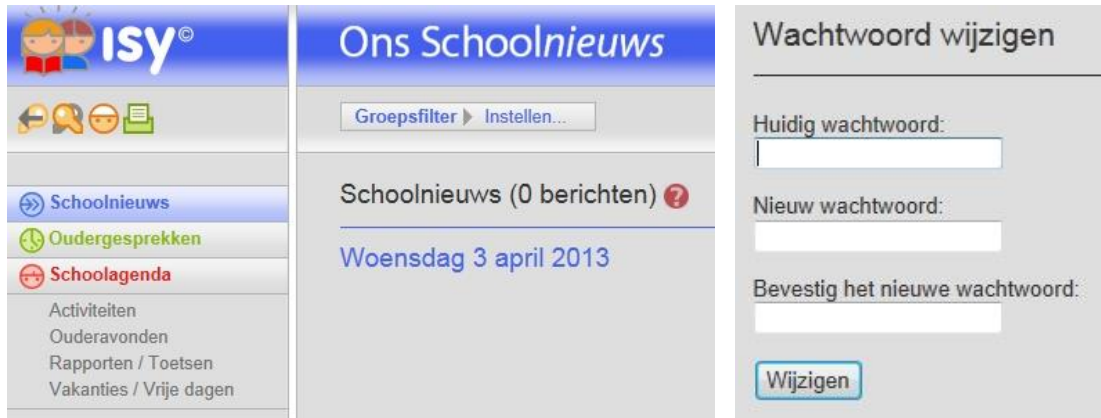 ISY©
Ons Schoolnieuws
Groepsfilter Instellen...
Schoolnieuws
Oudergesprekken
Schoolagenda
Activiteiten
Ouderavonden
Rapporten / Toetsen
Vakanties / Vrije dagen
Schoolnieuws (0 berichten) ?
Woensdag 3 april 2013
Wachtwoord wijzigen
Huidig wachtwoord:
Nieuw wachtwoord:
Bevestig het nieuwe wachtwoord:
Wijzigen